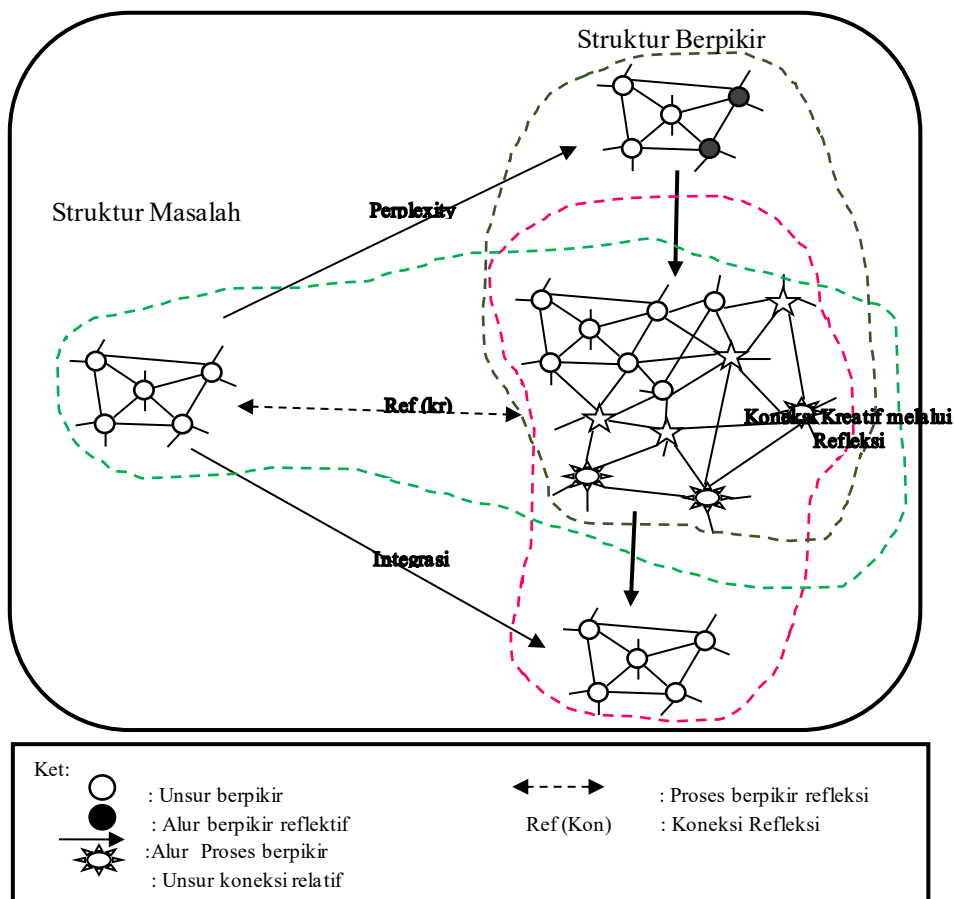 Struktur Berpikir
Struktur Masalah
Perplexity
Ref (kr)
Koneksi Kreatif melalui
Refleksi
Integrasi
Ket:
: Unsur berpikir
: Alur berpikir reflektif
:Alur Proses berpikir
: Unsur koneksi relatif
: Proses berpikir refleksi
Ref (Kon) : Koneksi Refleksi